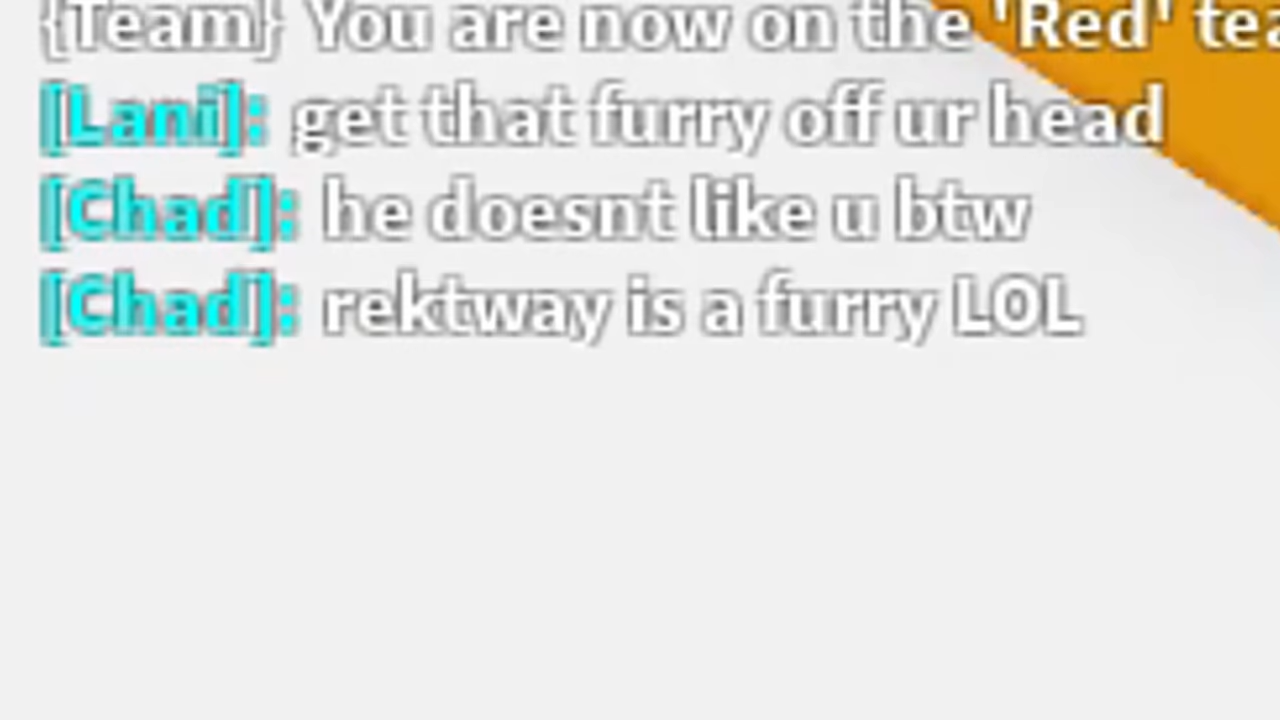 {Team} You are now on the 'Red' tea
[Lani]: get that furry off ur head
[Chad]: he doesnt like u btw
[Chad]: rektway is a furry LOL